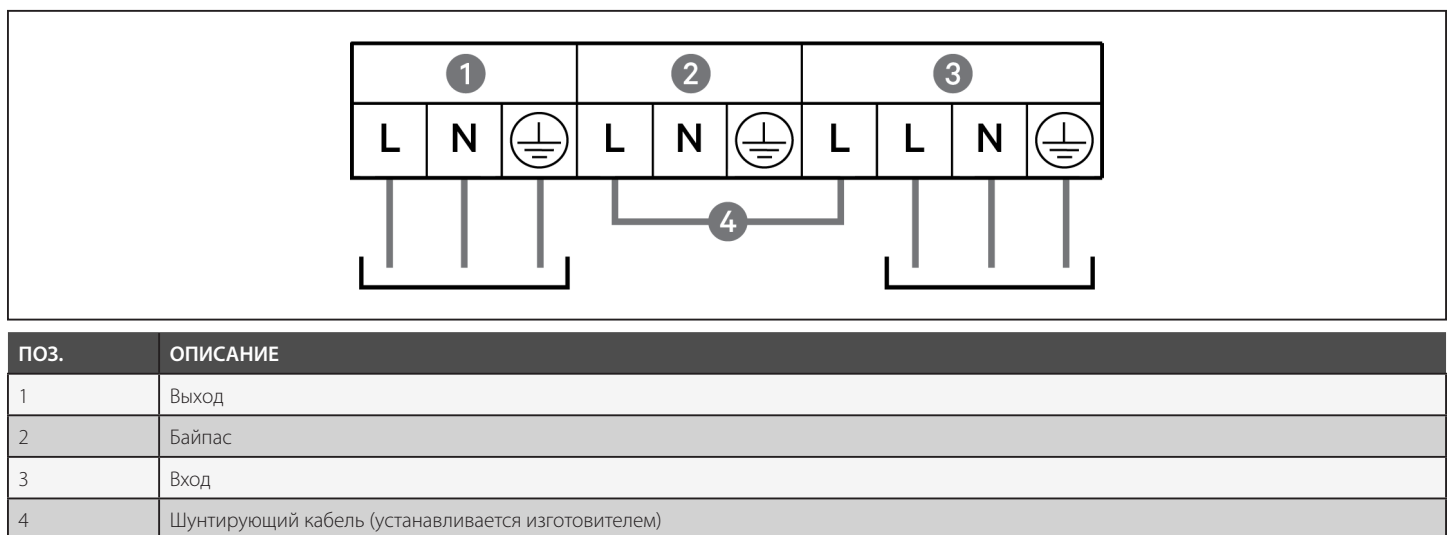 1 2 3
L N L N L L N
4
ПОЗ. ОПИСАНИЕ
1 Выход
2 Байпас
3 Вход
4 Шунтирующий кабель (устанавливается изготовителем)